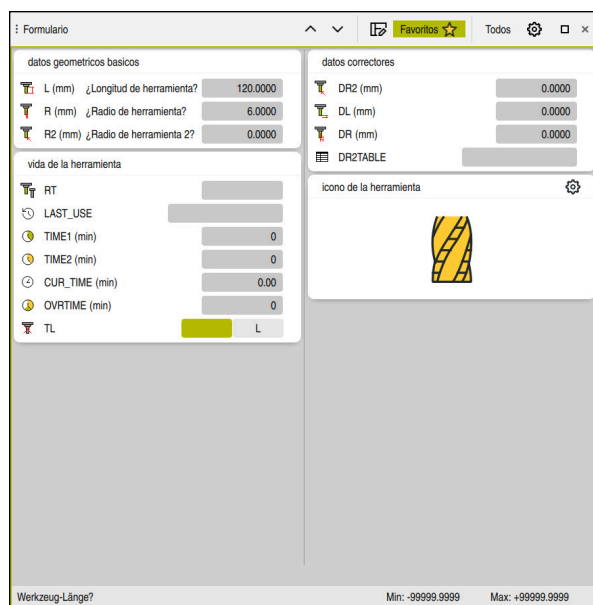 Formulario
Favoritos
Todos
datos geometricos basicos
L (mm) ¿Longitud de herramienta? 120.0000
R (mm) ¿Radio de herramienta? 6.0000
R2 (mm) ¿Radio de herramienta 2? 0.0000
vida de la herramienta
RT
LAST_USE
TIME1 (min) 0
TIME2 (min) 0
CUR_TIME (min) 0.00
OVRTIME (min) 0
TL L
datos correctores
DR2 (mm) 0.0000
DL (mm) 0.0000
DR (mm) 0.0000
DR2TABLE
icono de la herramienta
Werkzeug-Länge? Min: -99999.9999 Max: +99999.9999